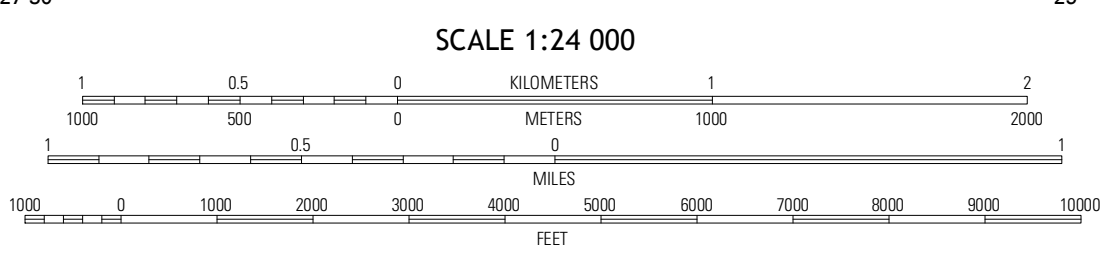 SCALE 1:24 000
1 0.5 0 KILOMETERS 1 2
1000 500 0 METERS 1000 2000
1 0.5 0 1
MILES
1000 0 1000 2000 3000 4000 5000 6000 7000 8000 9000 10000
FEET